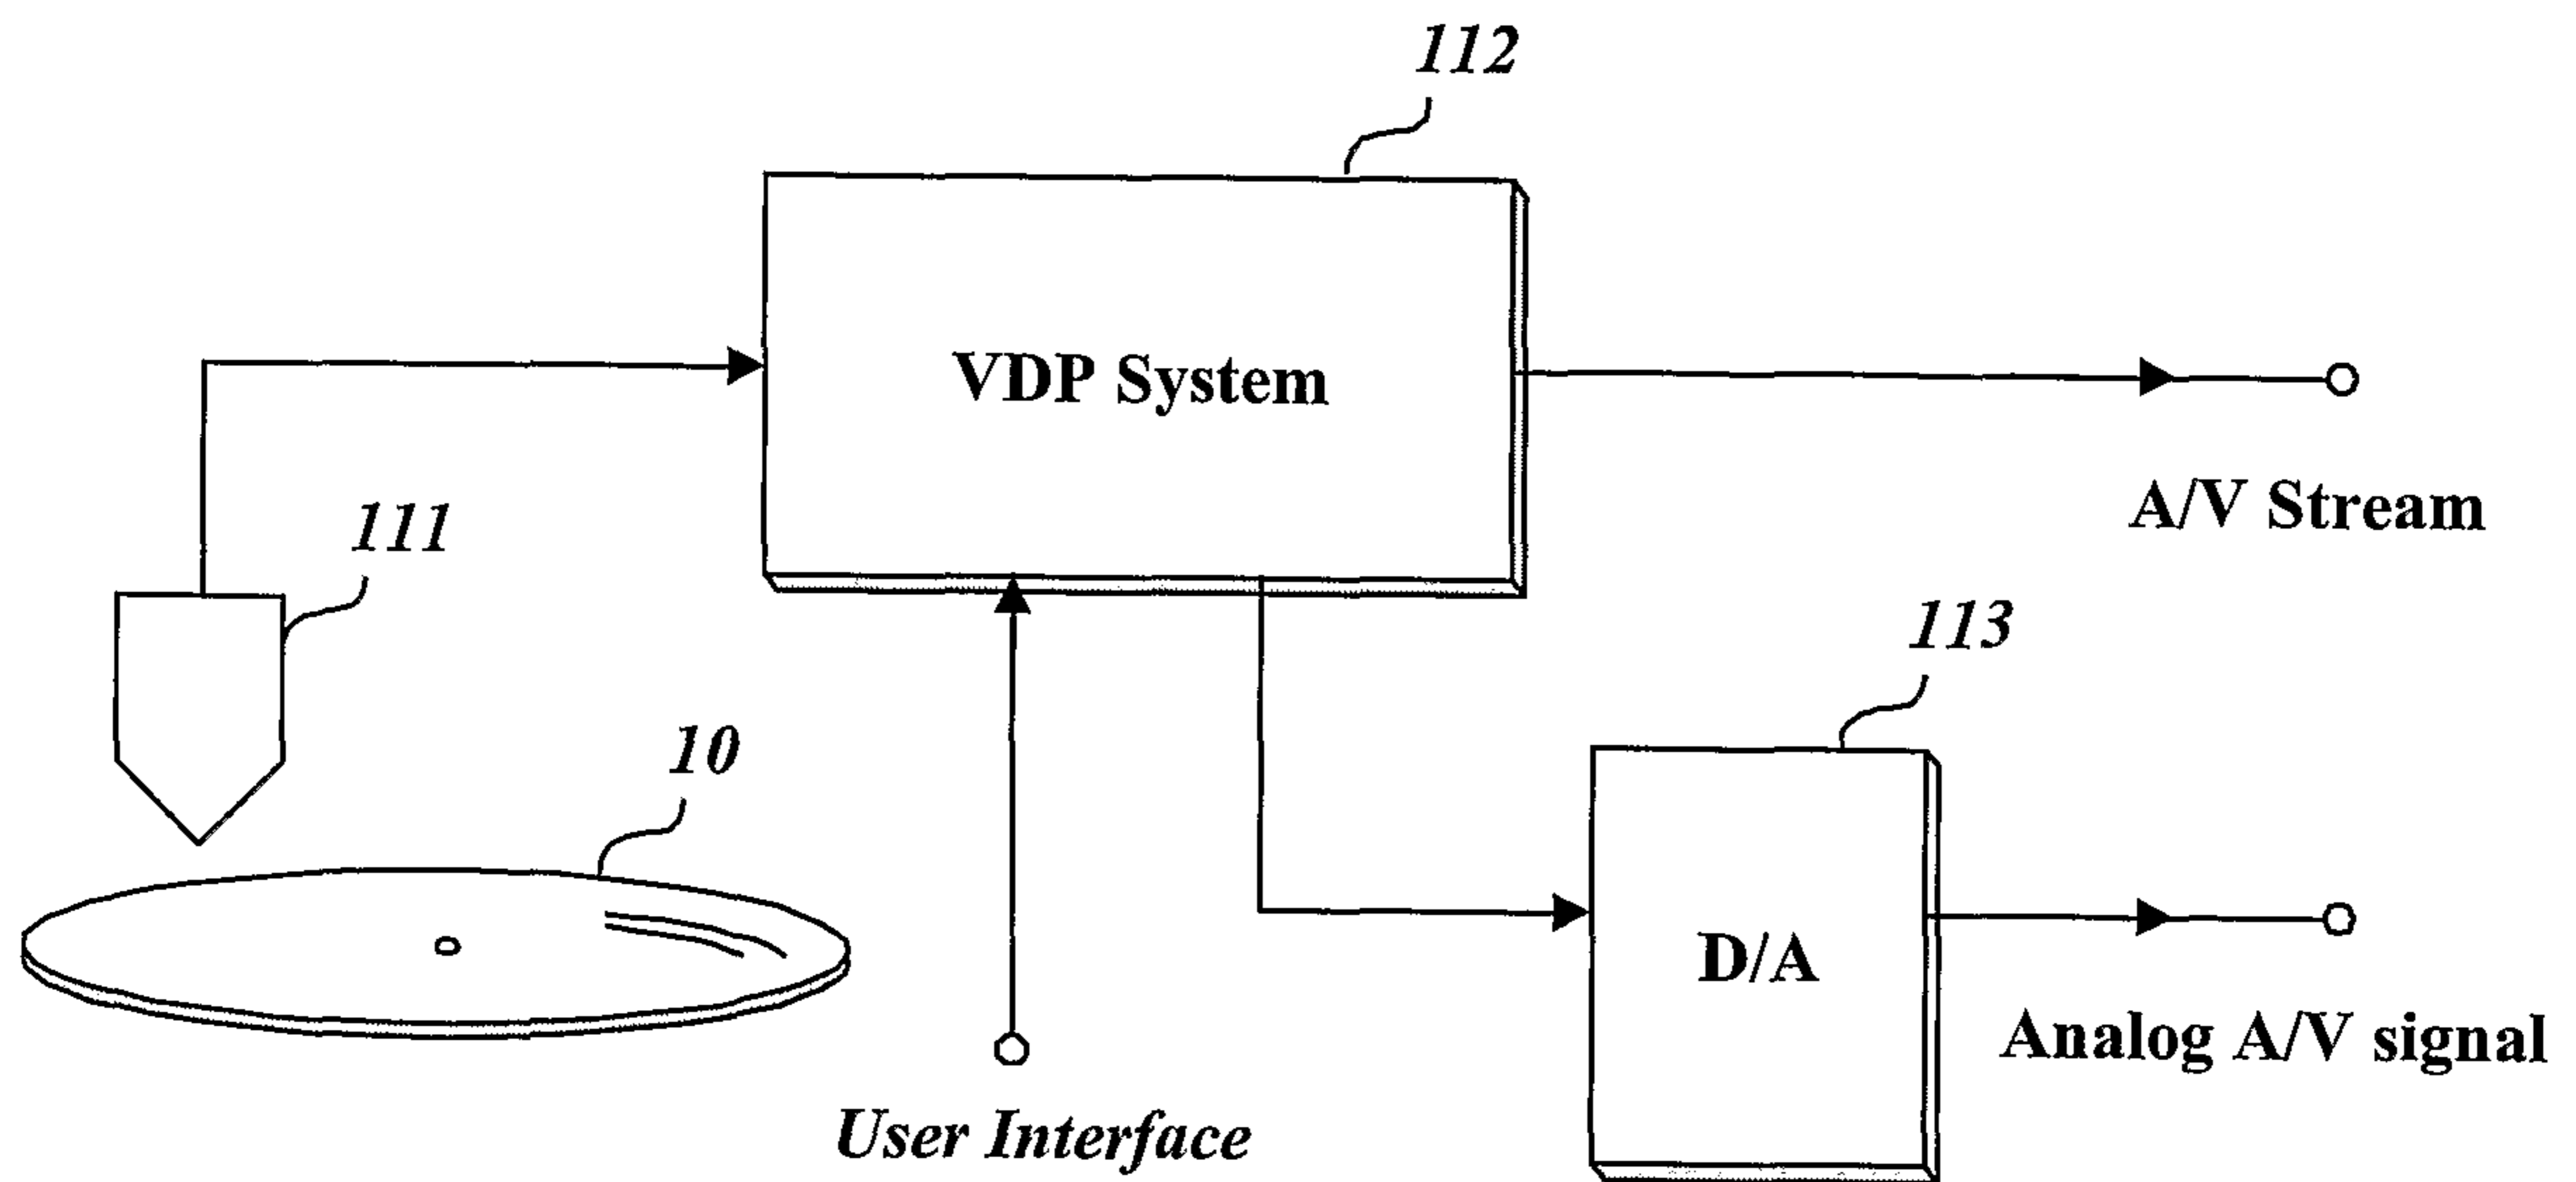 112
VDP System
A/V Stream
111
113
10
D/A
Analog A/V signal
User Interface